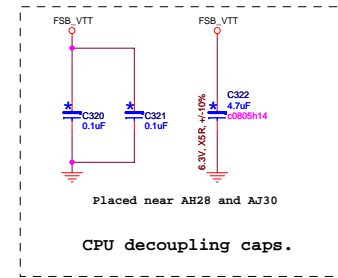 FSB_VTT
FSB_VTT
*
C320
0.1uF
*
C321
0.1uF
*
C322
4.7uF
c0805h14
6.3V, X5R, +/-10%
Placed near AH28 and AJ30
CPU decoupling caps.